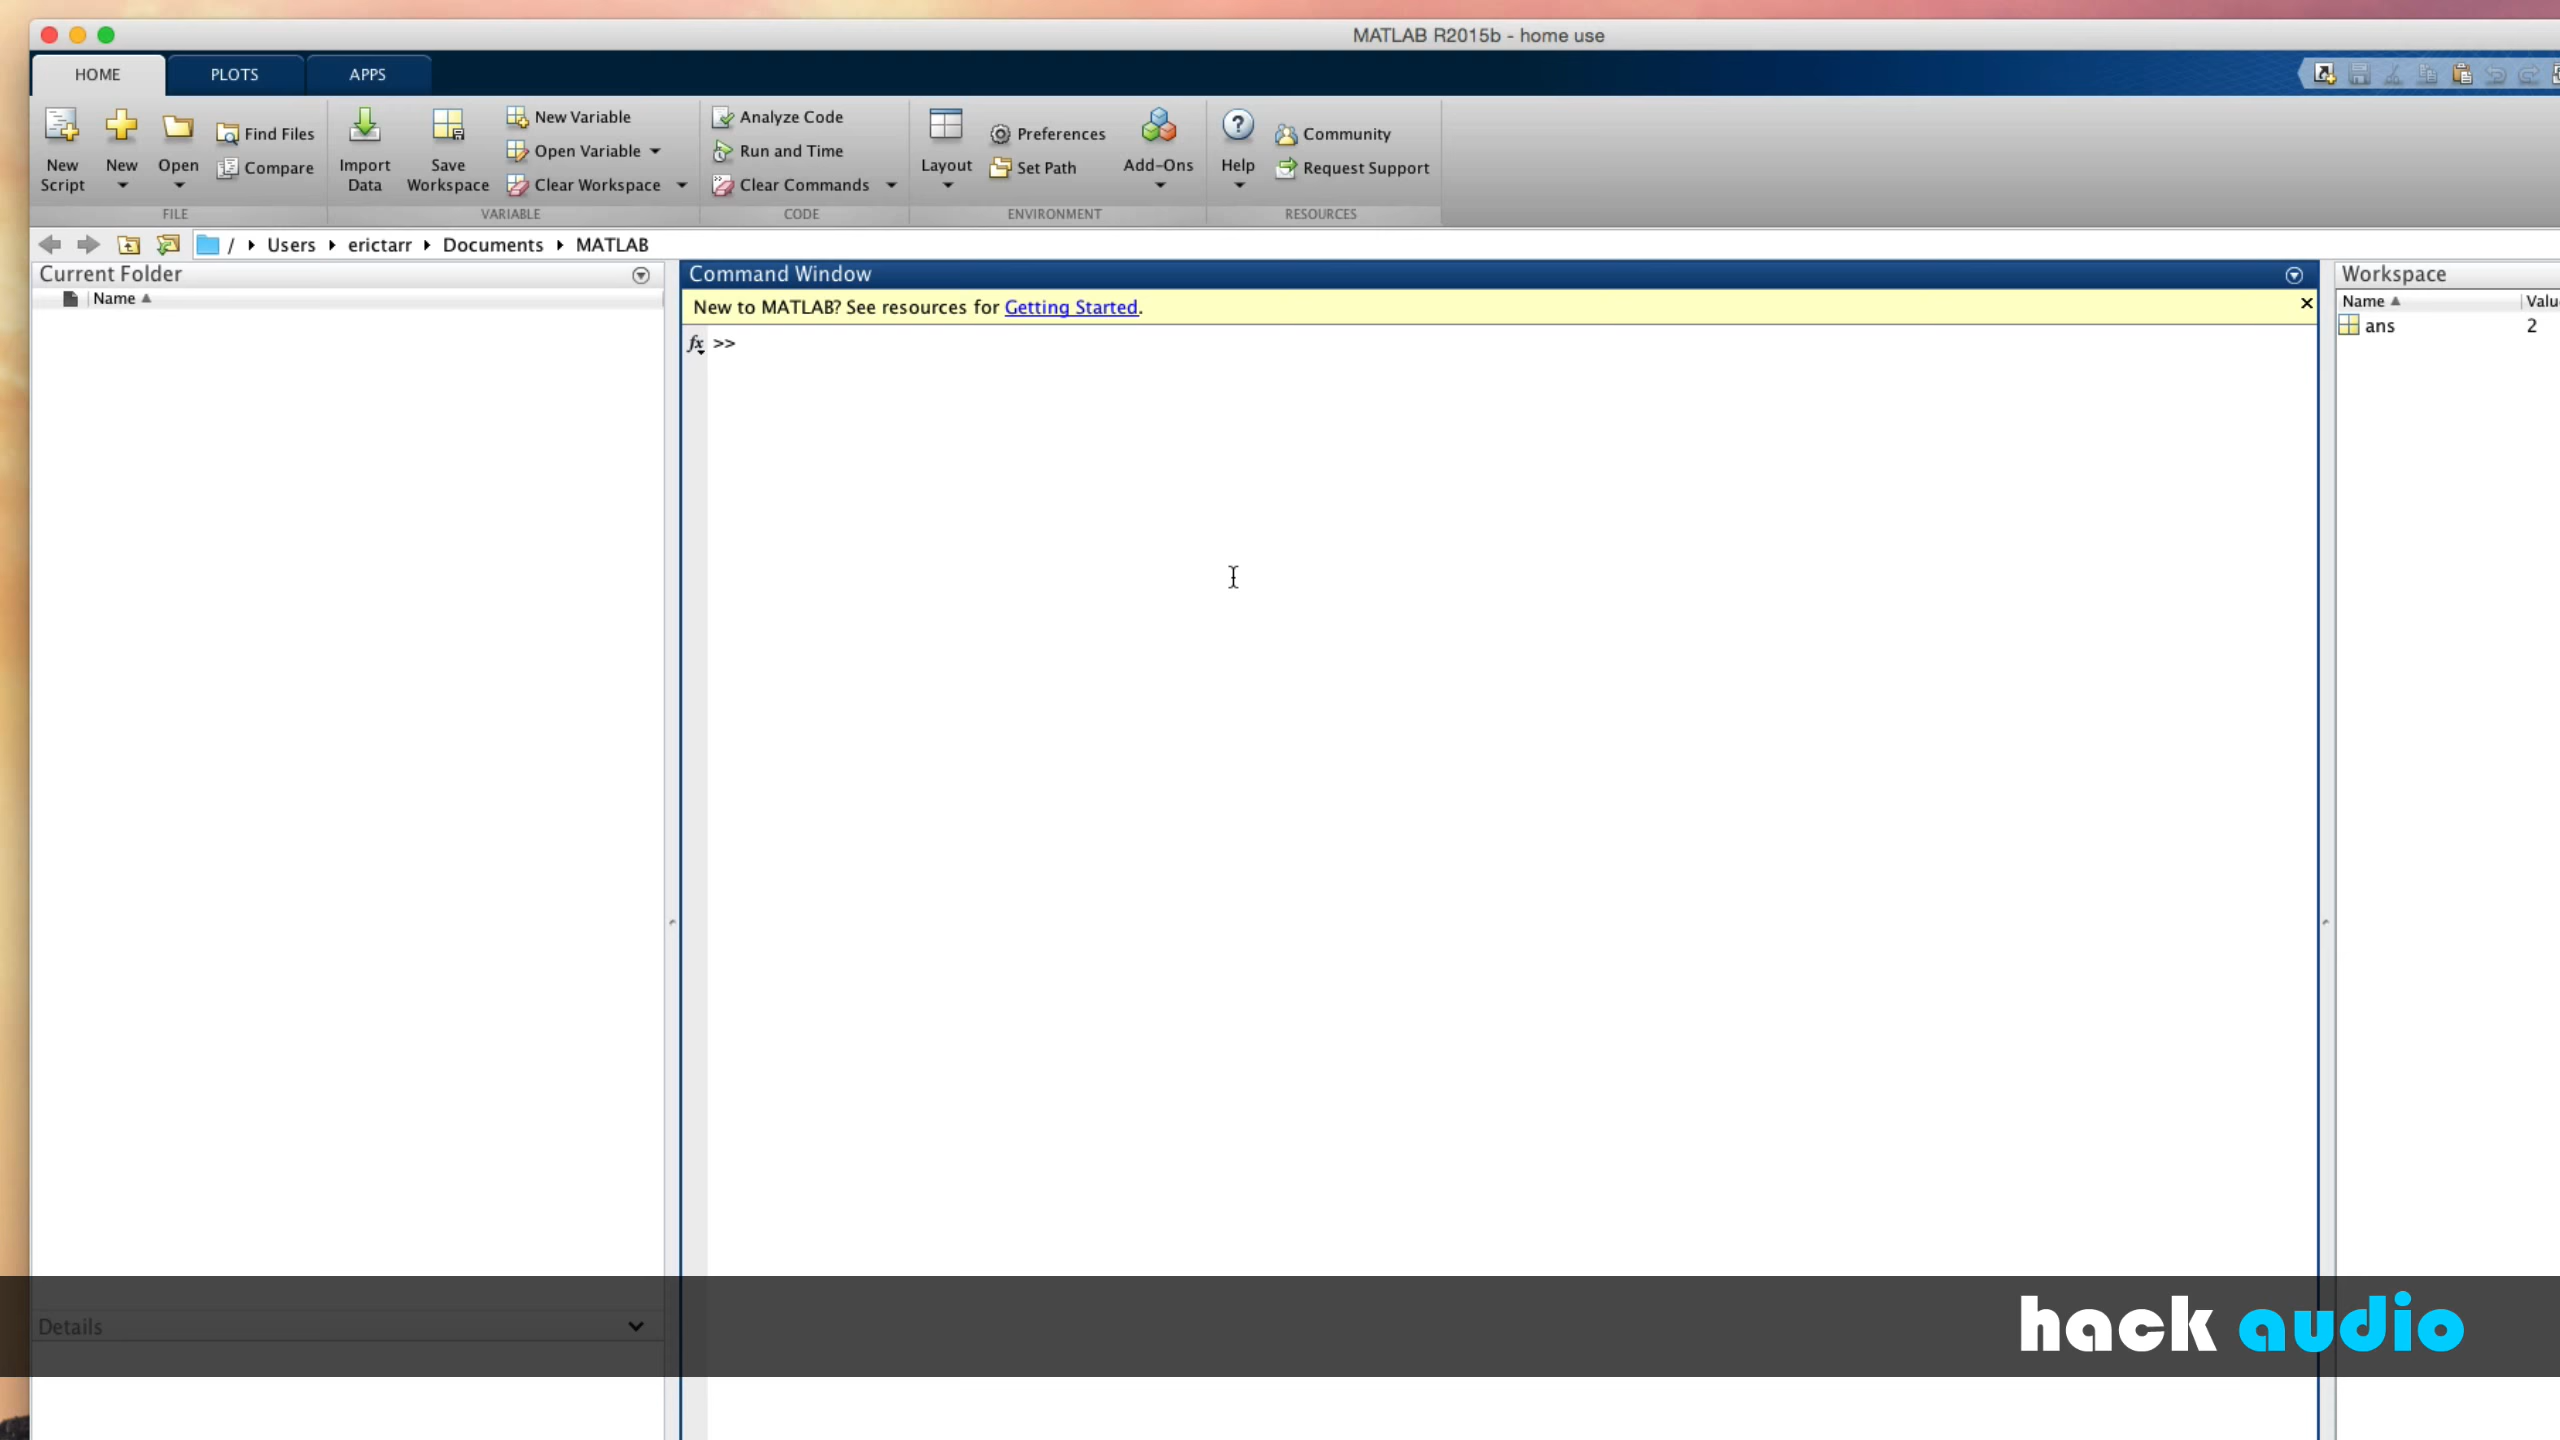 MATLAB R2015b - home use
HOME
PLOTS
APPS
New Script
New
Open
Find Files
Compare
FILE
Import Data
Save Workspace
New Variable
Open Variable
Clear Workspace
VARIABLE
Analyze Code
Run and Time
Clear Commands
CODE
Layout
Preferences
Set Path
Add-Ons
ENVIRONMENT
Help
Community
Request Support
RESOURCES
/ Users erictarr Documents MATLAB
Current Folder
Name
Command Window
New to MATLAB? See resources for Getting Started.
fx >>
Workspace
Name Valu
ans 2
Details
hack audio